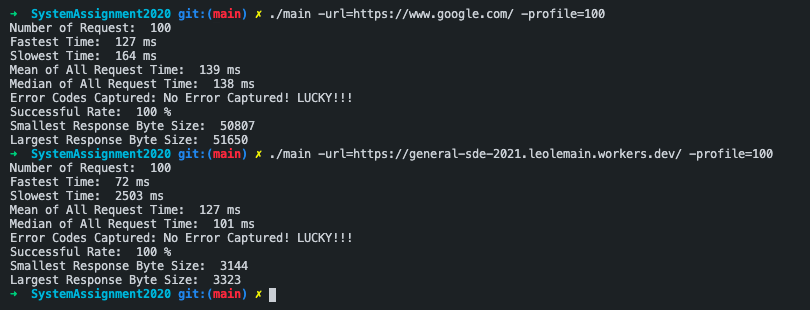 ➜  SystemAssignment2020 git:(main) ✗ ./main -url=https://www.google.com/ -profile=100
Number of Request:  100
Fastest Time:  127 ms
Slowest Time:  164 ms
Mean of All Request Time:  139 ms
Median of All Request Time:  138 ms
Error Codes Captured: No Error Captured! LUCKY!!!
Successful Rate:  100 %
Smallest Response Byte Size:  50807
Largest Response Byte Size:  51650
➜  SystemAssignment2020 git:(main) ✗ ./main -url=https://general-sde-2021.leolemain.workers.dev/ -profile=100
Number of Request:  100
Fastest Time:  72 ms
Slowest Time:  2503 ms
Mean of All Request Time:  127 ms
Median of All Request Time:  101 ms
Error Codes Captured: No Error Captured! LUCKY!!!
Successful Rate:  100 %
Smallest Response Byte Size:  3144
Largest Response Byte Size:  3323
➜  SystemAssignment2020 git:(main) ✗